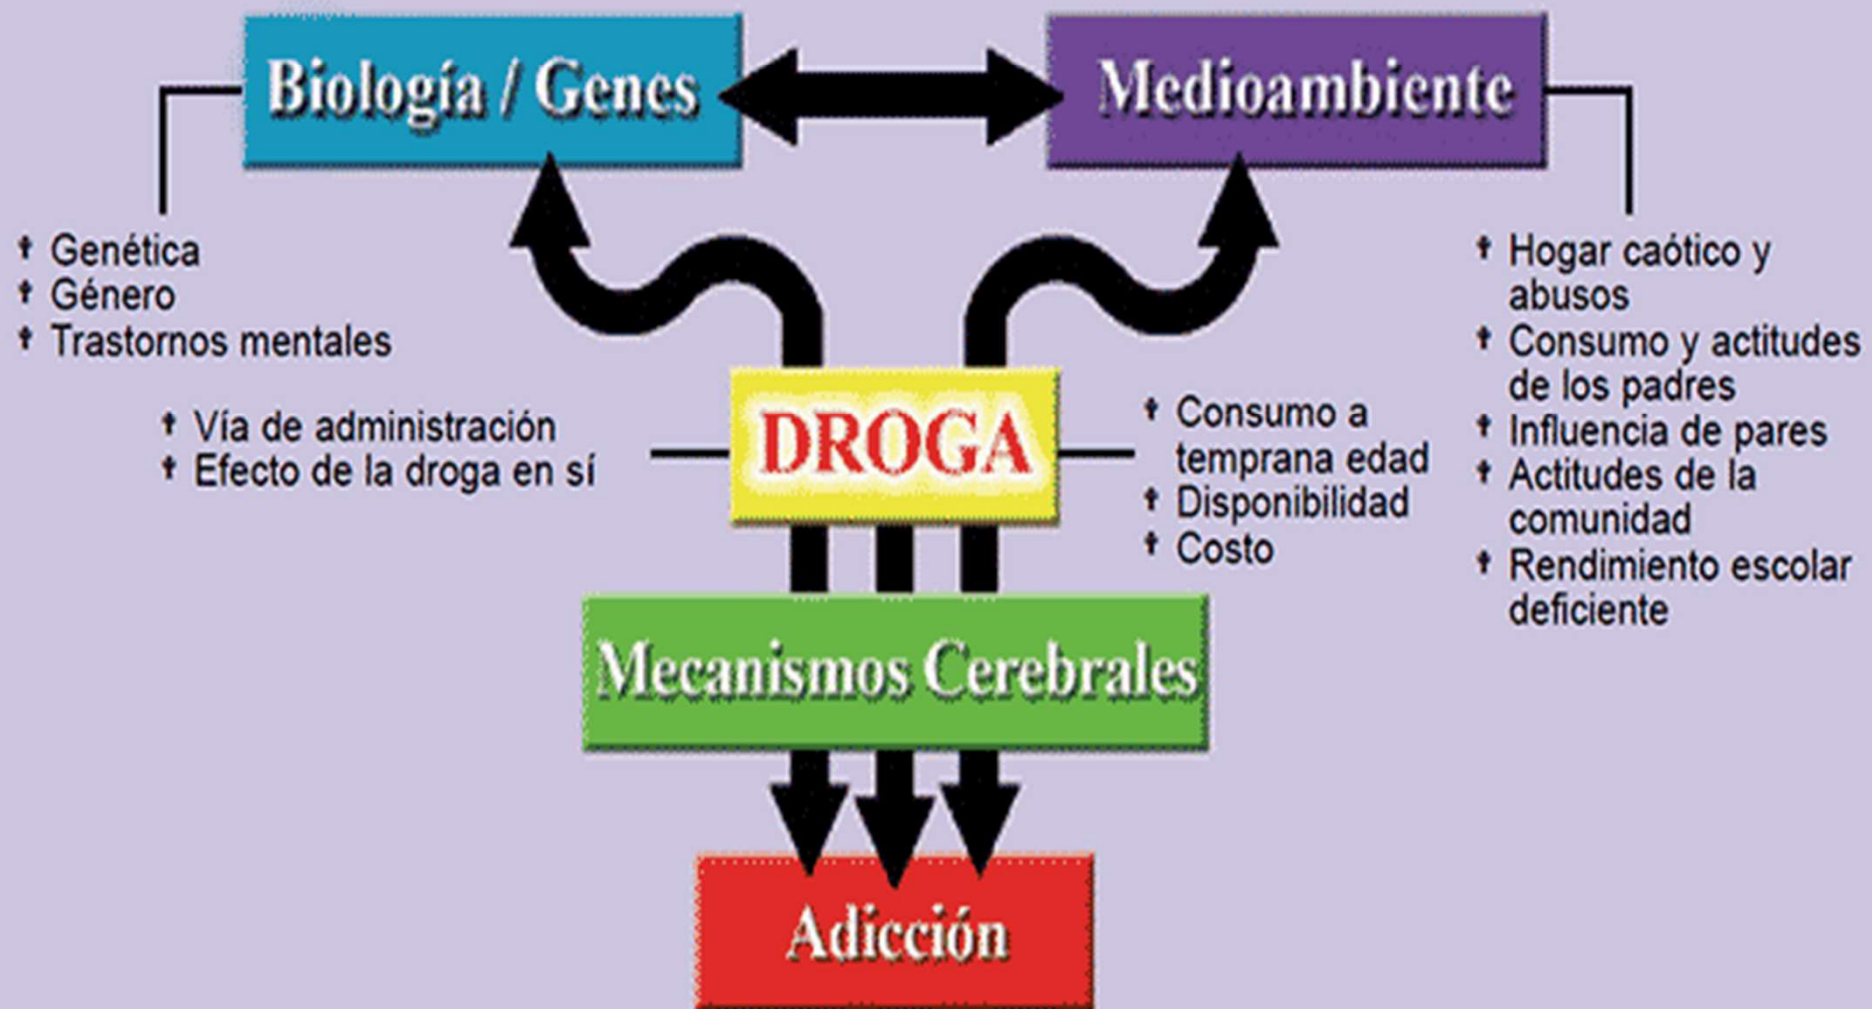 Biología / Genes
Medioambiente
† Genética
† Género
† Trastornos mentales
† Hogar caótico y
abusos
† Consumo y actitudes
de los padres
† Influencia de pares
† Actitudes de la
comunidad
† Rendimiento escolar
deficiente
† Vía de administración
† Efecto de la droga en sí
DROGA
† Consumo a
temprana edad
† Disponibilidad
† Costo
Mecanismos Cerebrales
Adicción